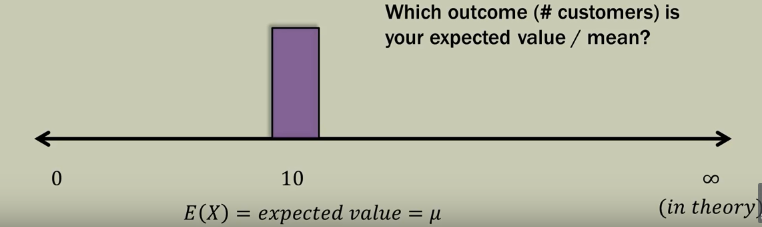 Which outcome (# customers) is
your expected value / mean?
0 10 ∞
E(X) = expected value = μ
(in theory)